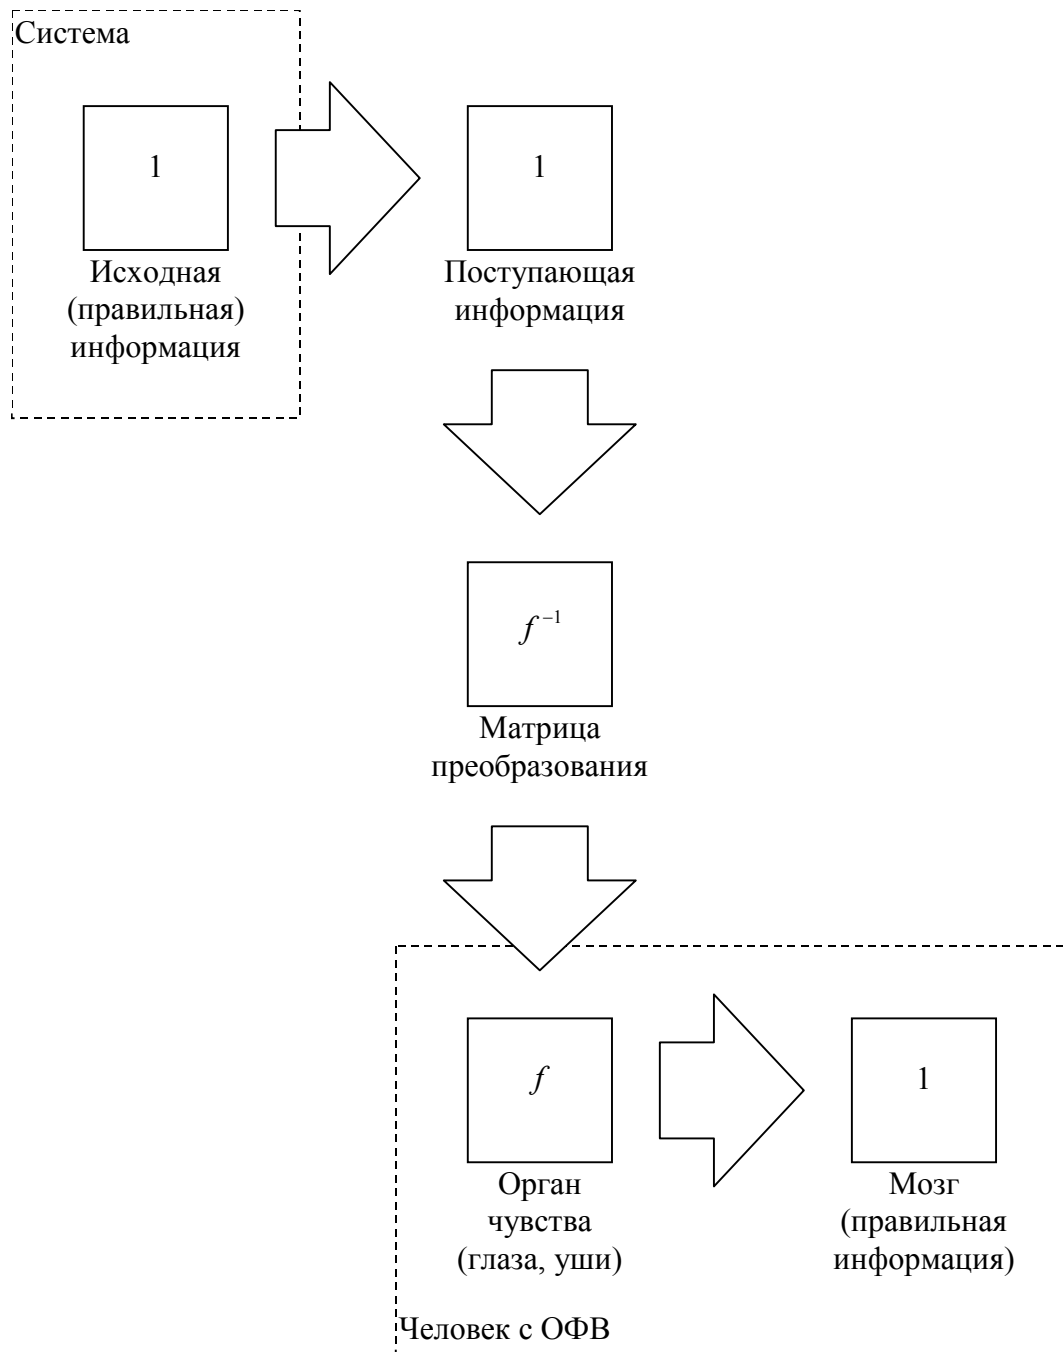 Система
1
Исходная
(правильная)
информация
1
Поступающая
информация
f⁻¹
Матрица
преобразования
f
Орган
чувства
(глаза, уши)
1
Мозг
(правильная
информация)
Человек с ОФВ